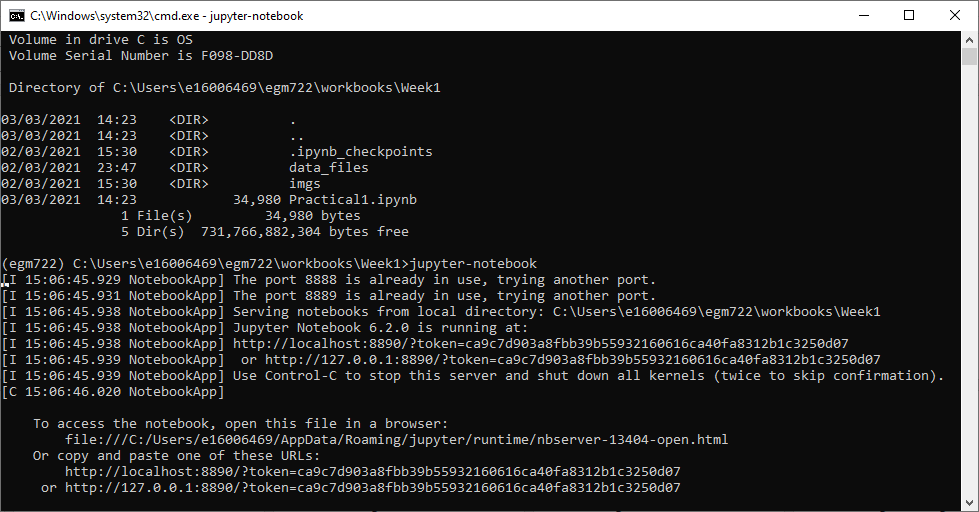 C:\Windows\system32\cmd.exe - jupyter-notebook
Volume in drive C is OS
Volume Serial Number is F098-DD8D
Directory of C:\Users\e16006469\egm722\workbooks\Week1
03/03/2021  14:23    <DIR>          .
03/03/2021  14:23    <DIR>          ..
02/03/2021  15:30    <DIR>          .ipynb_checkpoints
02/03/2021  23:47    <DIR>          data_files
02/03/2021  15:30    <DIR>          imgs
03/03/2021  14:23            34,980 Practical1.ipynb
1 File(s)         34,980 bytes
5 Dir(s)  731,766,882,304 bytes free
(egm722) C:\Users\e16006469\egm722\workbooks\Week1>jupyter-notebook
[I 15:06:45.929 NotebookApp] The port 8888 is already in use, trying another port.
[I 15:06:45.931 NotebookApp] The port 8889 is already in use, trying another port.
[I 15:06:45.938 NotebookApp] Serving notebooks from local directory: C:\Users\e16006469\egm722\workbooks\Week1
[I 15:06:45.938 NotebookApp] Jupyter Notebook 6.2.0 is running at:
[I 15:06:45.938 NotebookApp] http://localhost:8890/?token=ca9c7d903a8fbb39b55932160616ca40fa8312b1c3250d07
[I 15:06:45.939 NotebookApp]  or http://127.0.0.1:8890/?token=ca9c7d903a8fbb39b55932160616ca40fa8312b1c3250d07
[I 15:06:45.939 NotebookApp] Use Control-C to stop this server and shut down all kernels (twice to skip confirmation).
[C 15:06:46.020 NotebookApp]
To access the notebook, open this file in a browser:
file:///C:/Users/e16006469/AppData/Roaming/jupyter/runtime/nbserver-13404-open.html
Or copy and paste one of these URLs:
http://localhost:8890/?token=ca9c7d903a8fbb39b55932160616ca40fa8312b1c3250d07
or http://127.0.0.1:8890/?token=ca9c7d903a8fbb39b55932160616ca40fa8312b1c3250d07